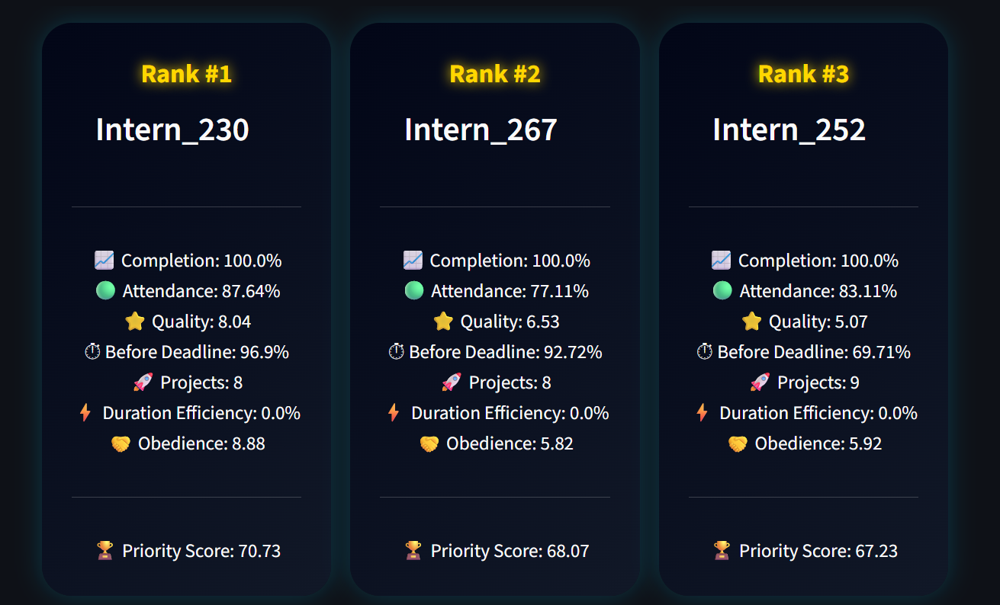 Rank #1
Intern_230
📈 Completion: 100.0%
🟢 Attendance: 87.64%
⭐ Quality: 8.04
⏱ Before Deadline: 96.9%
🚀 Projects: 8
⚡ Duration Efficiency: 0.0%
🤝 Obedience: 8.88
🏆 Priority Score: 70.73
Rank #2
Intern_267
📈 Completion: 100.0%
🟢 Attendance: 77.11%
⭐ Quality: 6.53
⏱ Before Deadline: 92.72%
🚀 Projects: 8
⚡ Duration Efficiency: 0.0%
🤝 Obedience: 5.82
🏆 Priority Score: 68.07
Rank #3
Intern_252
📈 Completion: 100.0%
🟢 Attendance: 83.11%
⭐ Quality: 5.07
⏱ Before Deadline: 69.71%
🚀 Projects: 9
⚡ Duration Efficiency: 0.0%
🤝 Obedience: 5.92
🏆 Priority Score: 67.23